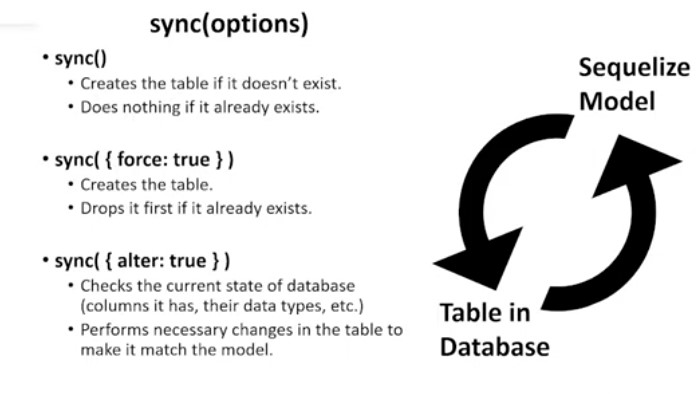 sync(options)
• sync()
• Creates the table if it doesn't exist.
• Does nothing if it already exists.
• sync( { force: true } )
• Creates the table.
• Drops it first if it already exists.
• sync( { alter: true } )
• Checks the current state of database
(columns it has, their data types, etc.)
• Performs necessary changes in the table to
make it match the model.
Sequelize
Model
Table in
Database